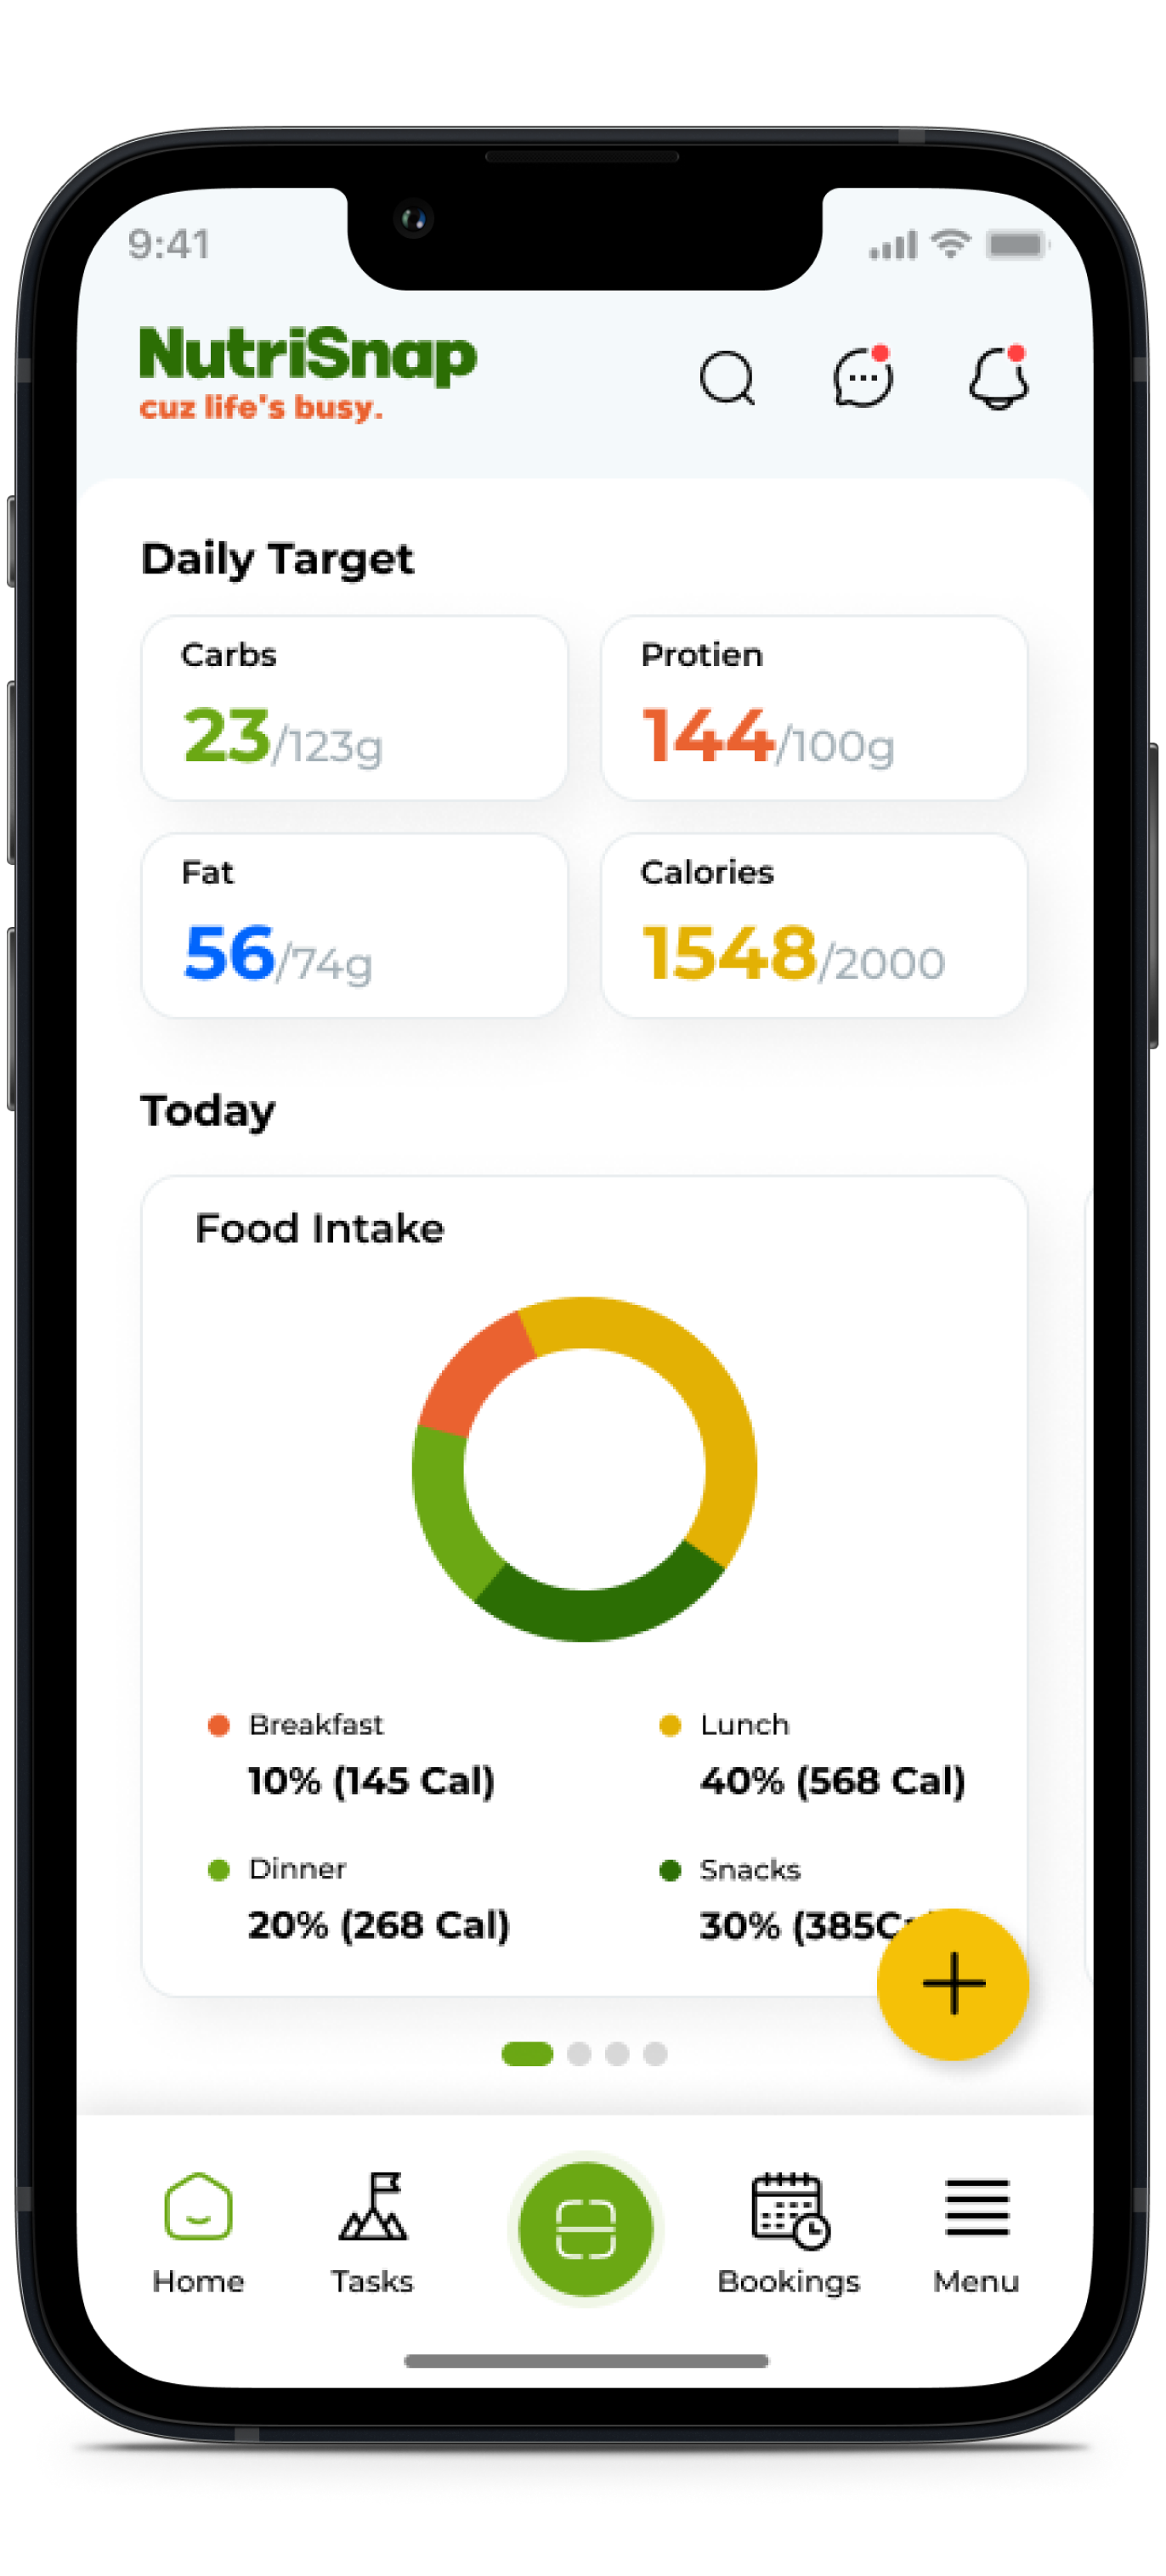 9:41
NutriSnap
cuz life's busy.
Daily Target
Carbs
23/123g
Protien
144/100g
Fat
56/74g
Calories
1548/2000
Today
Food Intake
Breakfast
10% (145 Cal)
Lunch
40% (568 Cal)
Dinner
20% (268 Cal)
Snacks
30% (385C
Home
Tasks
Bookings
Menu